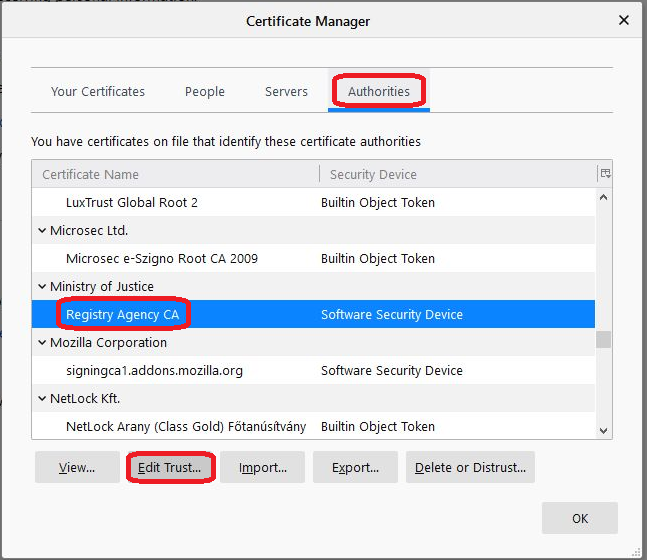 Certificate Manager
Your Certificates People Servers Authorities
You have certificates on file that identify these certificate authorities
Certificate Name Security Device
LuxTrust Global Root 2 Builtin Object Token
Microsec Ltd.
Microsec e-Szigno Root CA 2009 Builtin Object Token
Ministry of Justice
Registry Agency CA Software Security Device
Mozilla Corporation
signingca1.addons.mozilla.org Software Security Device
NetLock Kft.
NetLock Arany (Class Gold) Főtanúsítvány Builtin Object Token
View... Edit Trust... Import... Export... Delete or Distrust...
OK